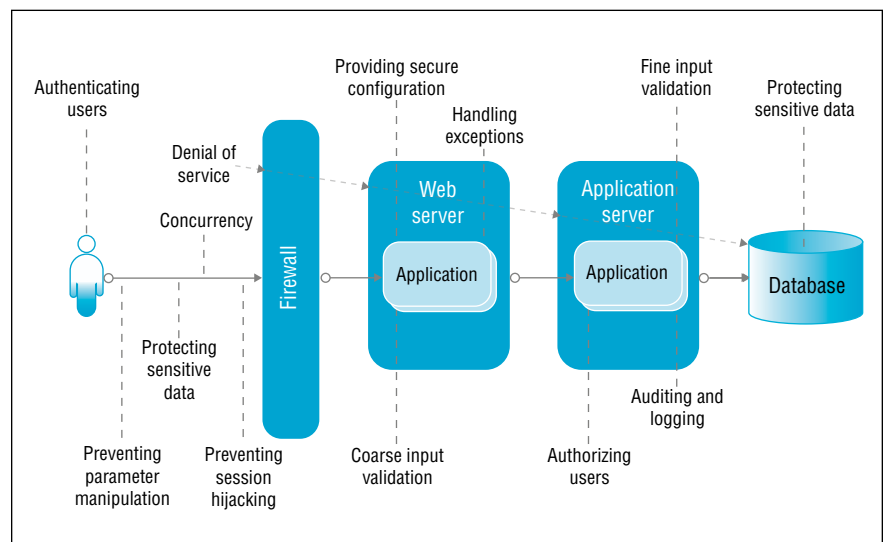 Authenticating
users
Providing secure
configuration
Fine input
validation
Protecting
sensitive data
Handling
exceptions
Denial of
service
Concurrency
Web
server
Application
server
Firewall
Application
Application
Database
Protecting
sensitive
data
Auditing and
logging
Preventing
parameter
manipulation
Preventing
session
hijacking
Coarse input
validation
Authorizing
users